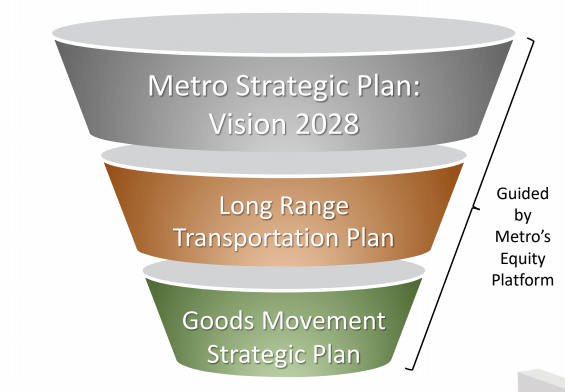 Metro Strategic Plan:
Vision 2028
Long Range
Transportation Plan
Goods Movement
Strategic Plan
Guided
by
Metro’s
Equity
Platform